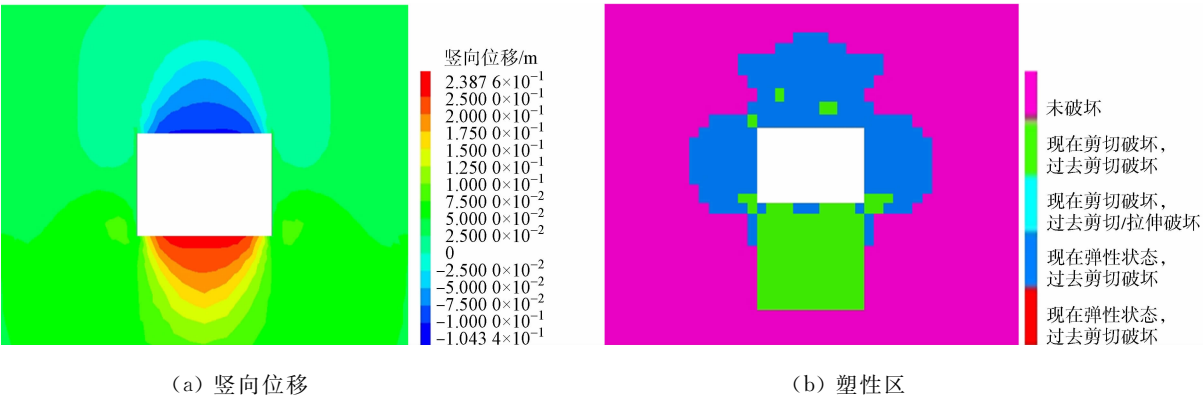 竖向位移/m
2.387 6×10⁻¹
2.500 0×10⁻¹
2.000 0×10⁻¹
1.750 0×10⁻¹
1.500 0×10⁻¹
1.250 0×10⁻¹
1.000 0×10⁻¹
7.500 0×10⁻²
5.000 0×10⁻²
2.500 0×10⁻²
0
−2.500 0×10⁻²
−5.000 0×10⁻²
−7.500 0×10⁻²
−1.000 0×10⁻¹
−1.043 4×10⁻¹
(a) 竖向位移
未破坏
现在剪切破坏,
过去剪切破坏
现在剪切破坏,
过去剪切/拉伸破坏
现在弹性状态,
过去剪切破坏
现在弹性状态,
过去剪切破坏
(b) 塑性区